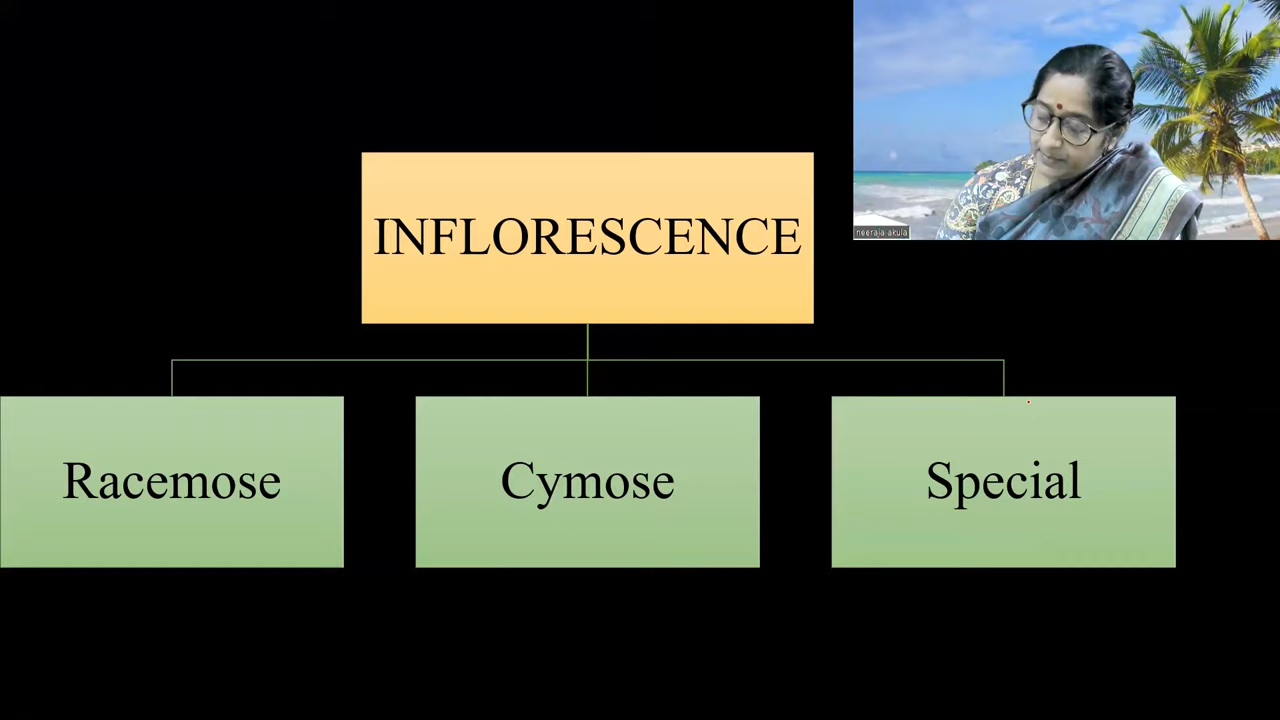 INFLORESCENCE
neeraja akula
Racemose
Cymose
Special